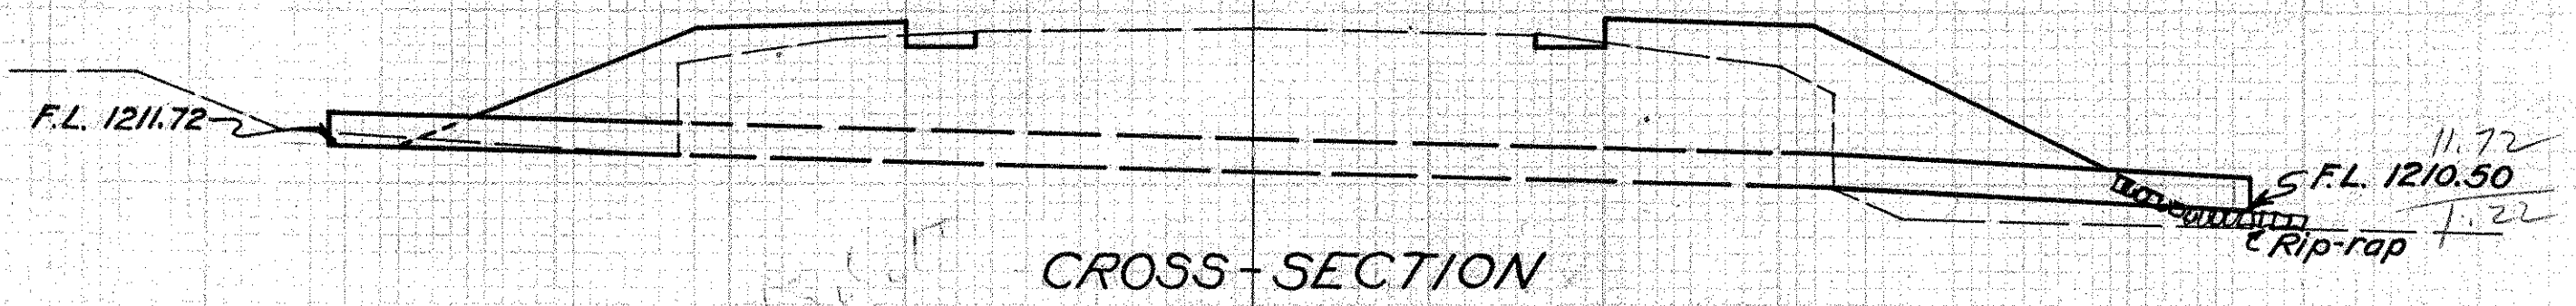 F.L. 1211.72
11.72
F.L. 1210.50
1.22
Rip-rap
CROSS-SECTION